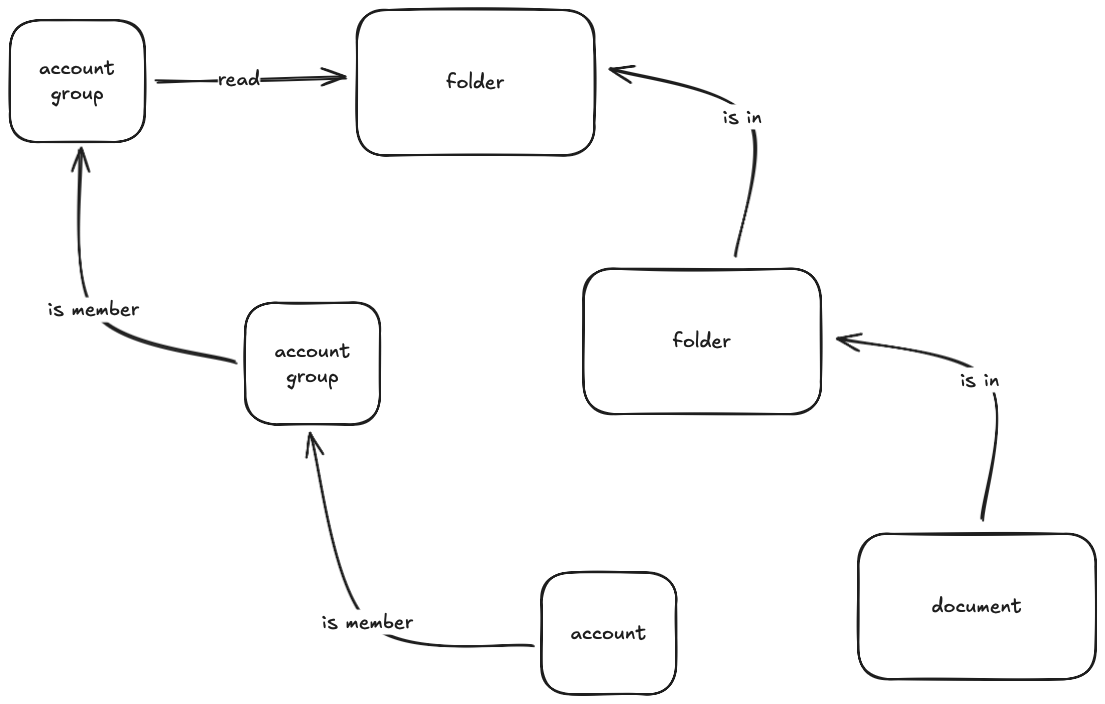 account
group
read
folder
is in
is member
account
group
folder
is in
is member
account
document